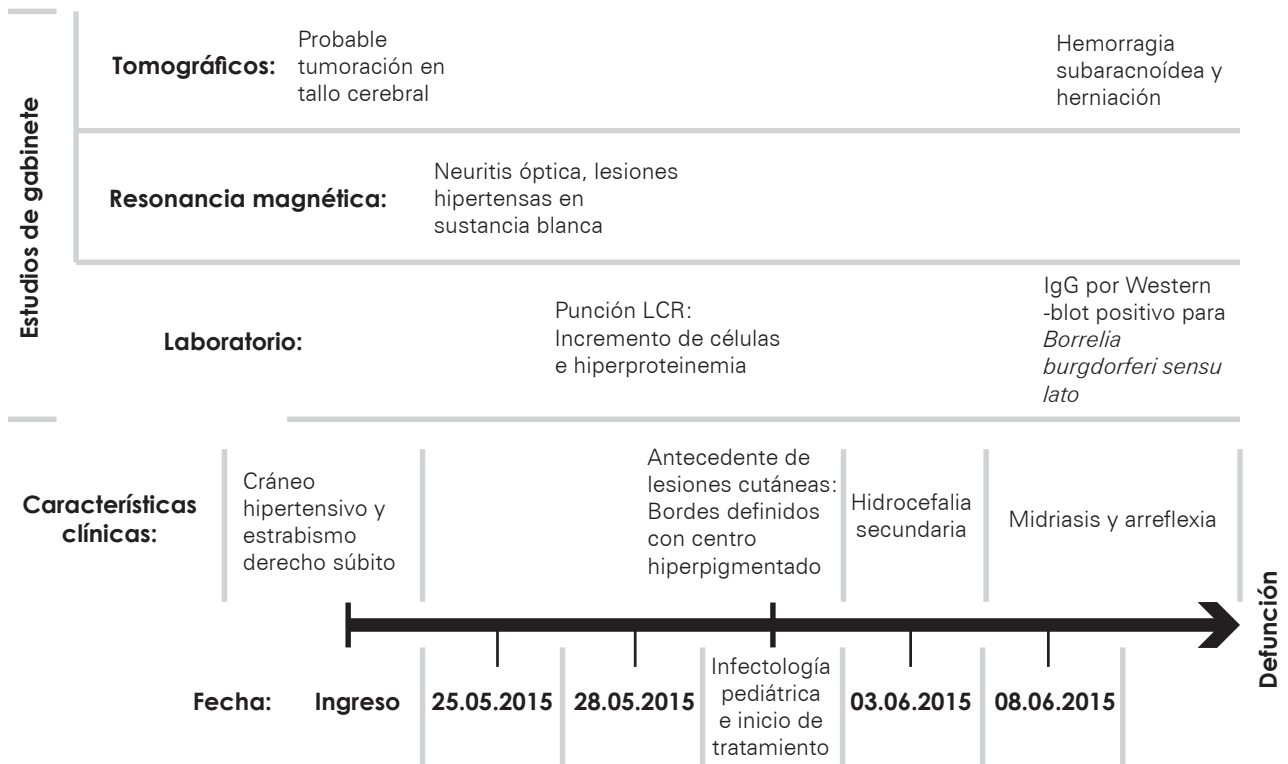 Estudios de gabinete
Tomográficos:
Probable
tumoración en
tallo cerebral
Hemorragia
subaracnoídea y
herniación
Resonancia magnética:
Neuritis óptica, lesiones
hipertensas en
sustancia blanca
Laboratorio:
Punción LCR:
Incremento de células
e hiperproteinemia
IgG por Western
-blot positivo para
Borrelia
burgdorferi sensu
lato
Características
clínicas:
Cráneo
hipertensivo y
estrabismo
derecho súbito
Antecedente de
lesiones cutáneas:
Bordes definidos
con centro
hiperpigmentado
Hidrocefalia
secundaria
Midriasis y arreflexia
Defunción
Fecha:
Ingreso
25.05.2015
28.05.2015
Infectología
pediátrica
e inicio de
tratamiento
03.06.2015
08.06.2015